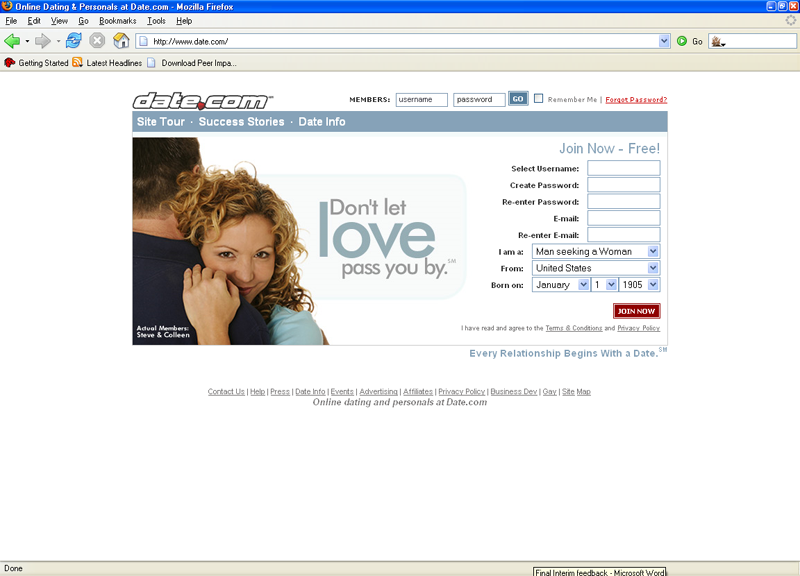 Online Dating & Personals at Date.com - Mozilla Firefox
File Edit View Go Bookmarks Tools Help
http://www.date.com/ Go
Getting Started Latest Headlines Download Peer Impa...
date.com MEMBERS: username password GO Remember Me | Forgot Password?
Site Tour · Success Stories · Date Info
Join Now - Free!
Select Username:
Create Password:
Re-enter Password:
E-mail:
Re-enter E-mail:
I am a: Man seeking a Woman
From: United States
Born on: January 1 1905
JOIN NOW
I have read and agree to the Terms & Conditions and Privacy Policy
Don't let
love
pass you by.℠
Actual Members:
Steve & Colleen
Every Relationship Begins With a Date.℠
Contact Us | Help | Press | Date Info | Events | Advertising | Affiliates | Privacy Policy | Business Dev | Gay | Site Map
Online dating and personals at Date.com
Done
Final Interim feedback - Microsoft Word